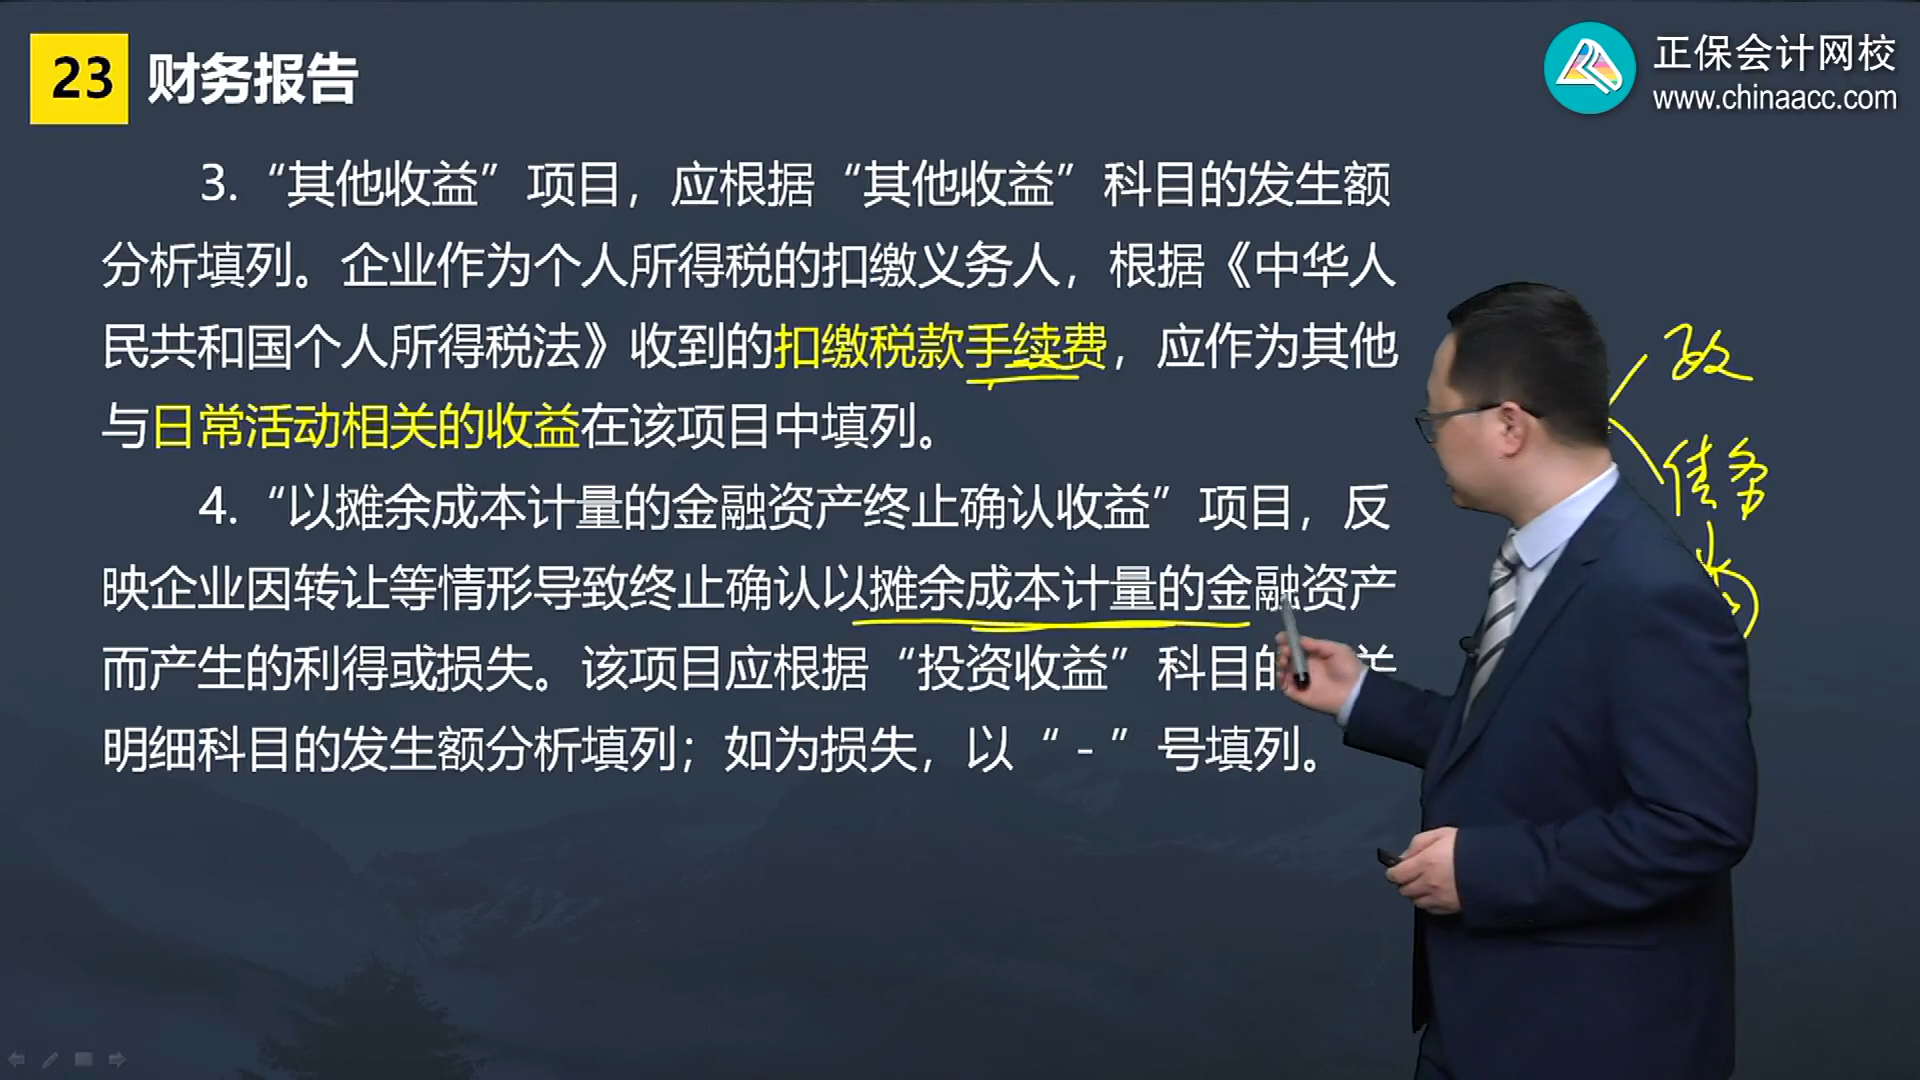 23 财务报告
正保会计网校
www.chinaacc.com
3.“其他收益”项目，应根据“其他收益”科目的发生额
分析填列。企业作为个人所得税的扣缴义务人，根据《中华人
民共和国个人所得税法》收到的扣缴税款手续费，应作为其他
与日常活动相关的收益在该项目中填列。
4.“以摊余成本计量的金融资产终止确认收益”项目，反
映企业因转让等情形导致终止确认以摊余成本计量的金融资产
而产生的利得或损失。该项目应根据“投资收益”科目的
明细科目的发生额分析填列；如为损失，以“－”号填列。
政
债务